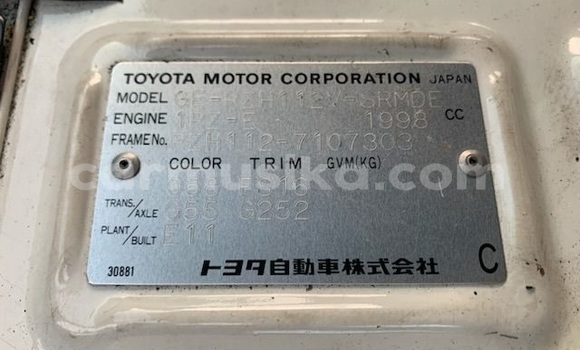 TOYOTA MOTOR CORPORATION JAPAN
MODEL GE-RZH112V-SRMDE
ENGINE 1RZ-E 1998 CC
FRAME No. RZH112-7107303
COLOR TRIM GVM(KG)
carmusika.com
TRANS./AXLE G55 G252
PLANT/BUILT E11
30881 トヨタ自動車株式会社 C